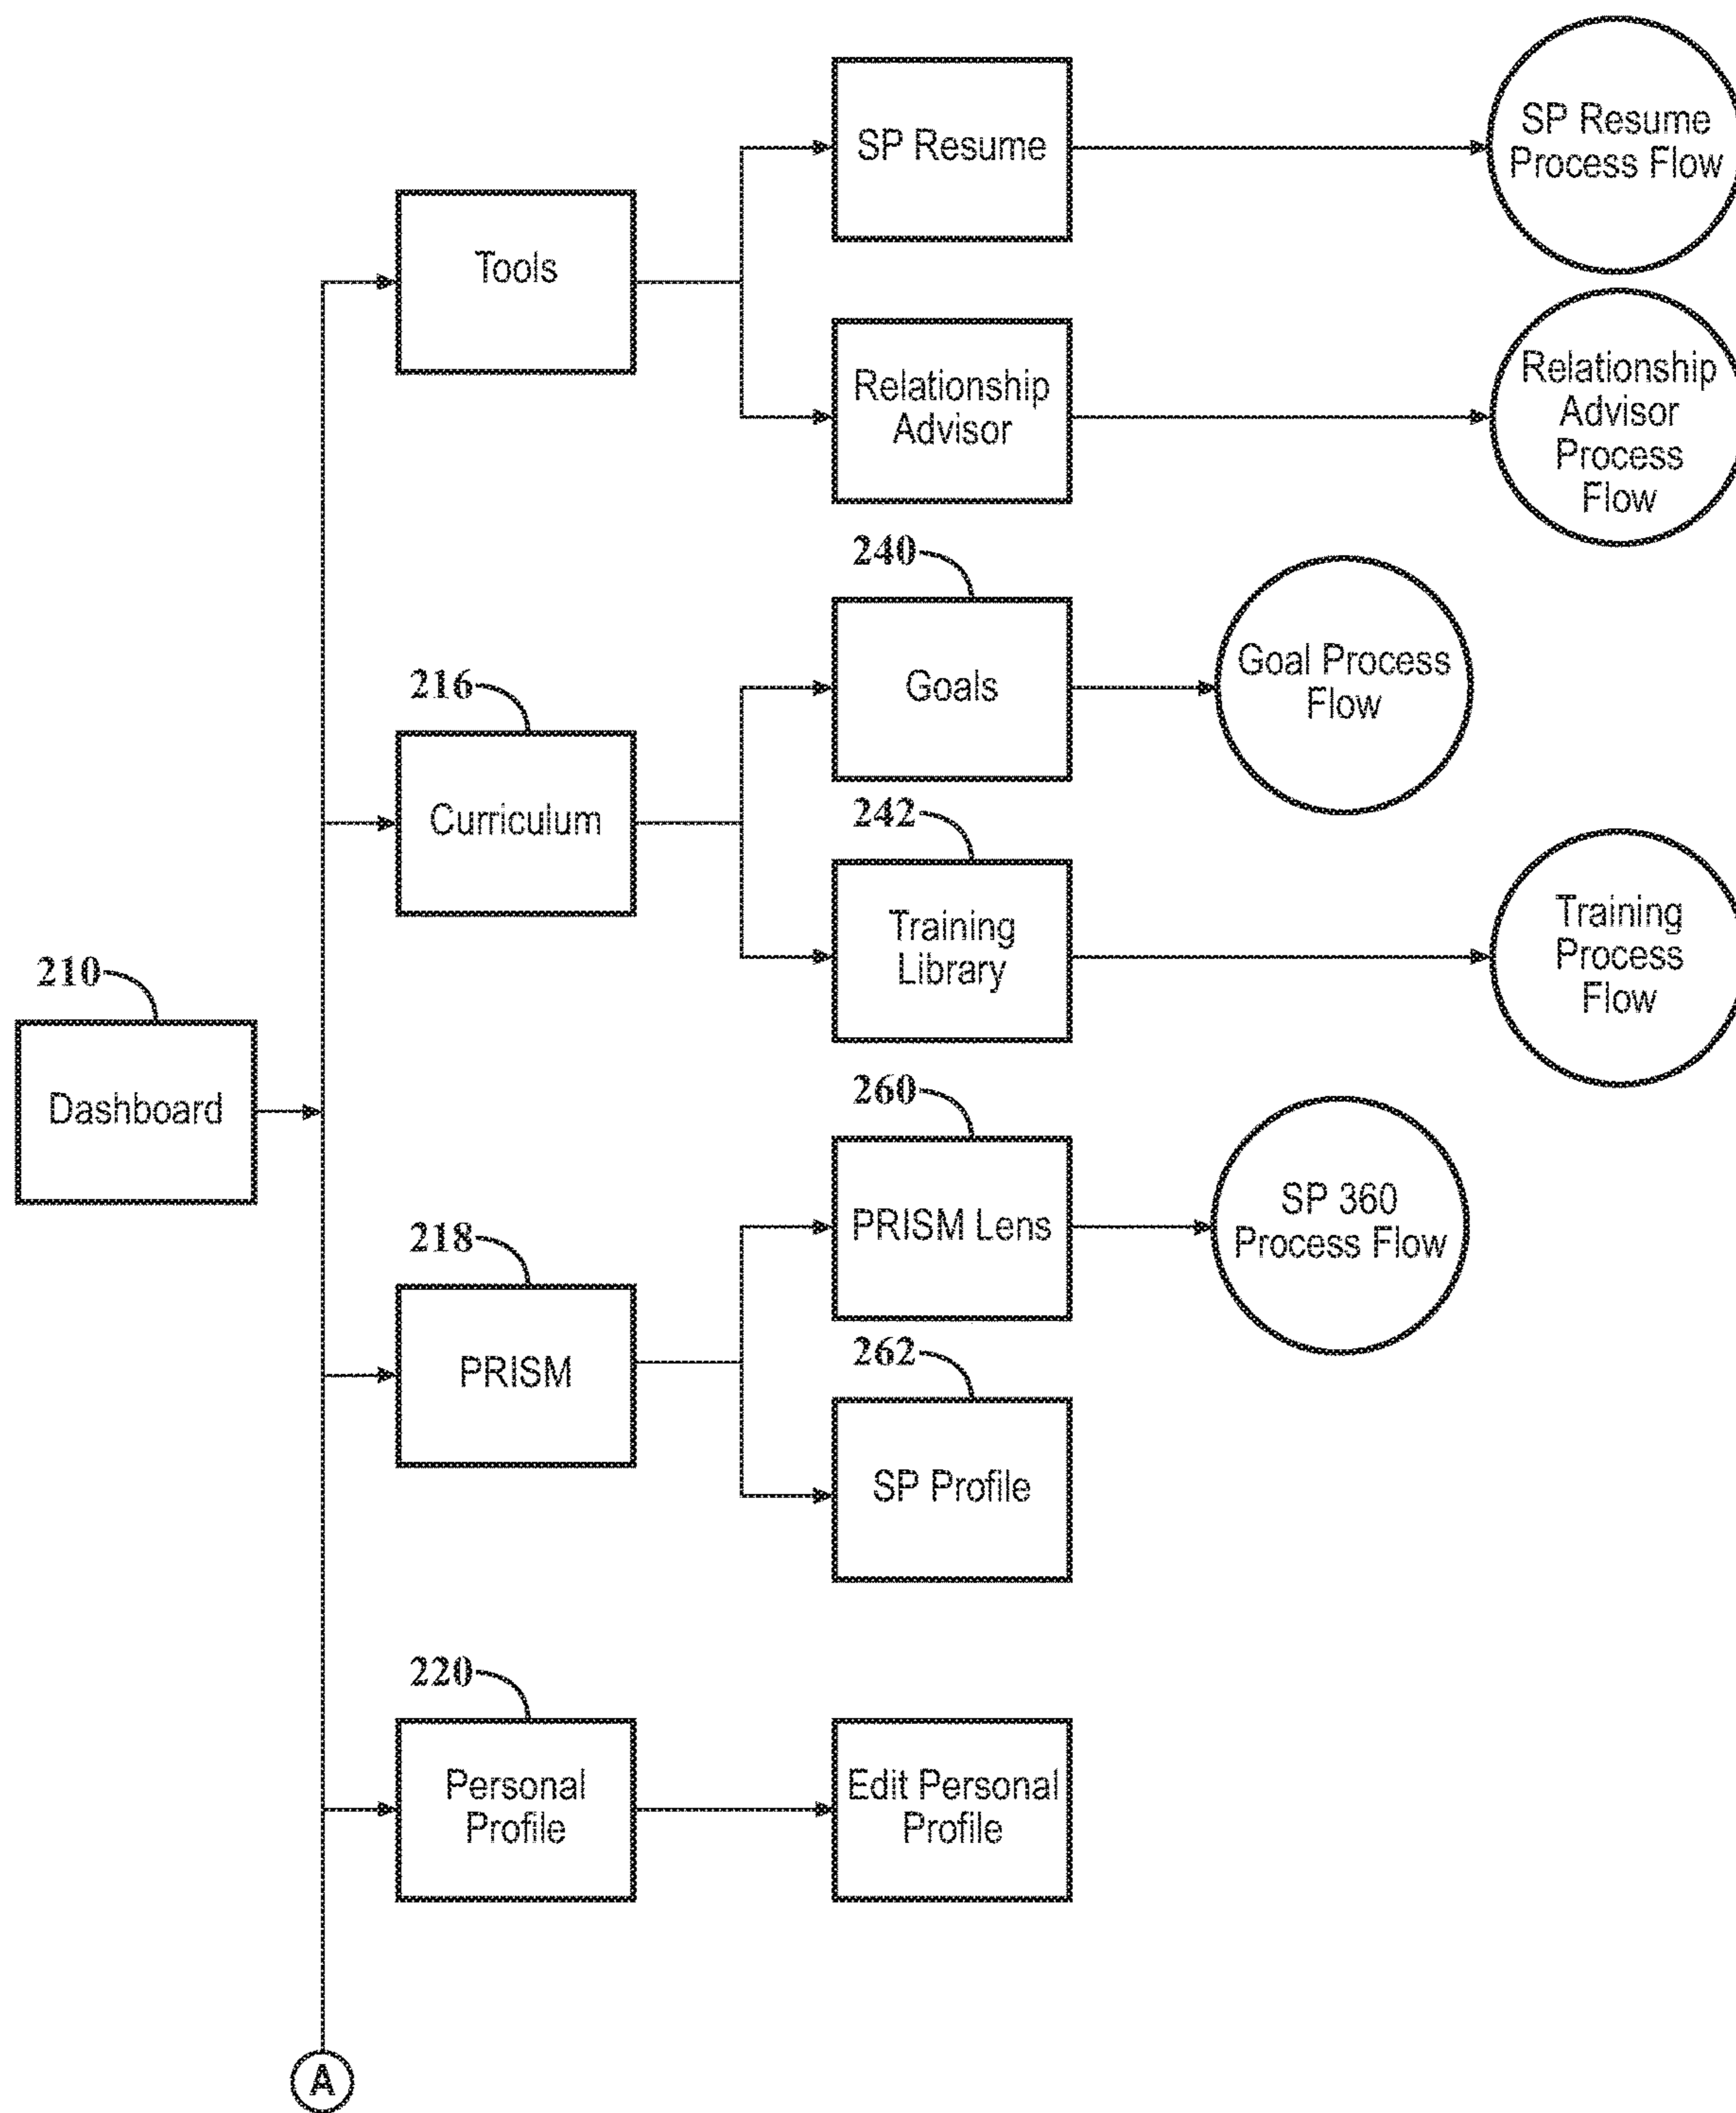 SP Resume
SP Resume
Process Flow
Tools
Relationship
Advisor
Relationship
Advisor
Process
Flow
240
Goals
Goal Process
Flow
216
Curriculum
242
Training
Library
Training
Process
Flow
210
Dashboard
260
PRISM Lens
SP 360
Process Flow
218
PRISM
262
SP Profile
220
Personal
Profile
Edit Personal
Profile
A